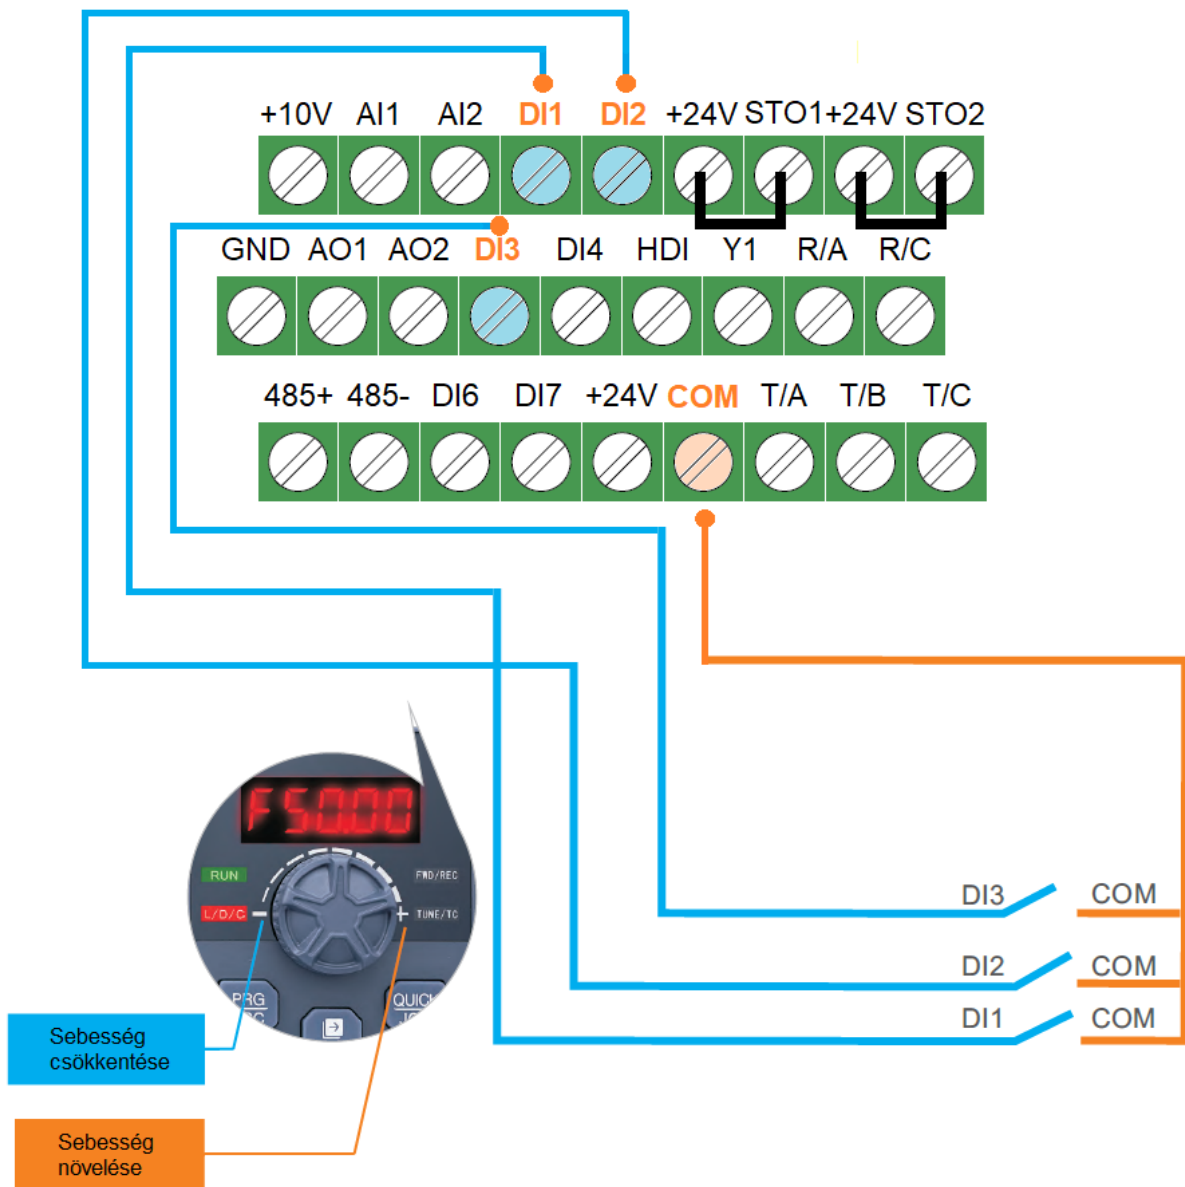 +10V AI1 AI2 DI1 DI2 +24V STO1 +24V STO2
GND AO1 AO2 DI3 DI4 HDI Y1 R/A R/C
485+ 485- DI6 DI7 +24V COM T/A T/B T/C
F50.00
RUN FWD/REC
L/D/C - + TUNE/TC
PRG QUICK
DI3 COM
DI2 COM
DI1 COM
Sebesség
csökkentése
Sebesség
növelése